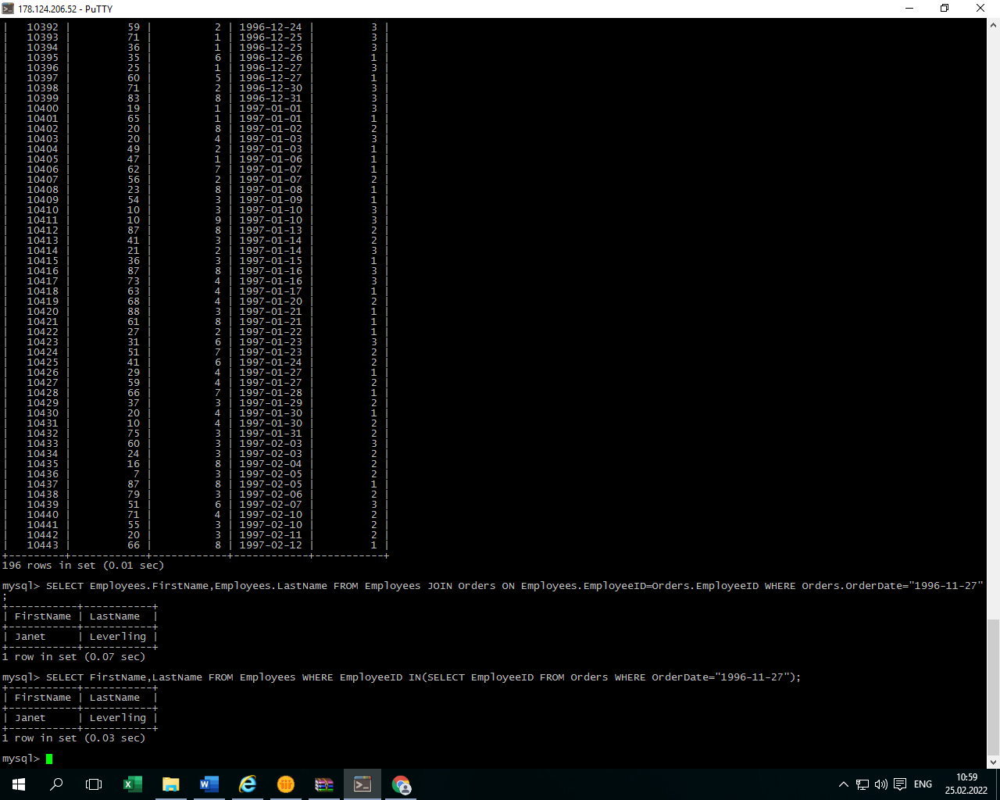 178.124.206.52 - PuTTY
|   10392 |         59 |          2 | 1996-12-24 |         3 |
|   10393 |         71 |          1 | 1996-12-25 |         3 |
|   10394 |         36 |          1 | 1996-12-25 |         3 |
|   10395 |         35 |          6 | 1996-12-26 |         1 |
|   10396 |         25 |          1 | 1996-12-27 |         3 |
|   10397 |         60 |          5 | 1996-12-27 |         1 |
|   10398 |         71 |          2 | 1996-12-30 |         3 |
|   10399 |         83 |          8 | 1996-12-31 |         3 |
|   10400 |         19 |          1 | 1997-01-01 |         3 |
|   10401 |         65 |          1 | 1997-01-01 |         1 |
|   10402 |         20 |          8 | 1997-01-02 |         2 |
|   10403 |         20 |          4 | 1997-01-03 |         3 |
|   10404 |         49 |          2 | 1997-01-03 |         1 |
|   10405 |         47 |          1 | 1997-01-06 |         1 |
|   10406 |         62 |          7 | 1997-01-07 |         1 |
|   10407 |         56 |          2 | 1997-01-07 |         2 |
|   10408 |         23 |          8 | 1997-01-08 |         1 |
|   10409 |         54 |          3 | 1997-01-09 |         1 |
|   10410 |         10 |          3 | 1997-01-10 |         3 |
|   10411 |         10 |          9 | 1997-01-10 |         3 |
|   10412 |         87 |          8 | 1997-01-13 |         2 |
|   10413 |         41 |          3 | 1997-01-14 |         2 |
|   10414 |         21 |          2 | 1997-01-14 |         3 |
|   10415 |         36 |          3 | 1997-01-15 |         1 |
|   10416 |         87 |          8 | 1997-01-16 |         3 |
|   10417 |         73 |          4 | 1997-01-16 |         3 |
|   10418 |         63 |          4 | 1997-01-17 |         1 |
|   10419 |         68 |          4 | 1997-01-20 |         2 |
|   10420 |         88 |          3 | 1997-01-21 |         1 |
|   10421 |         61 |          8 | 1997-01-21 |         1 |
|   10422 |         27 |          2 | 1997-01-22 |         1 |
|   10423 |         31 |          6 | 1997-01-23 |         3 |
|   10424 |         51 |          7 | 1997-01-23 |         2 |
|   10425 |         41 |          6 | 1997-01-24 |         2 |
|   10426 |         29 |          4 | 1997-01-27 |         1 |
|   10427 |         59 |          4 | 1997-01-27 |         2 |
|   10428 |         66 |          7 | 1997-01-28 |         1 |
|   10429 |         37 |          3 | 1997-01-29 |         2 |
|   10430 |         20 |          4 | 1997-01-30 |         1 |
|   10431 |         10 |          4 | 1997-01-30 |         2 |
|   10432 |         75 |          3 | 1997-01-31 |         2 |
|   10433 |         60 |          3 | 1997-02-03 |         3 |
|   10434 |         24 |          3 | 1997-02-03 |         2 |
|   10435 |         16 |          8 | 1997-02-04 |         2 |
|   10436 |          7 |          3 | 1997-02-05 |         2 |
|   10437 |         87 |          8 | 1997-02-05 |         1 |
|   10438 |         79 |          3 | 1997-02-06 |         2 |
|   10439 |         51 |          6 | 1997-02-07 |         3 |
|   10440 |         71 |          4 | 1997-02-10 |         2 |
|   10441 |         55 |          3 | 1997-02-10 |         2 |
|   10442 |         20 |          3 | 1997-02-11 |         2 |
|   10443 |         66 |          8 | 1997-02-12 |         1 |
+---------+------------+------------+------------+-----------+
196 rows in set (0.01 sec)
mysql> SELECT Employees.FirstName,Employees.LastName FROM Employees JOIN Orders ON Employees.EmployeeID=Orders.EmployeeID WHERE Orders.OrderDate="1996-11-27"
;
+-----------+-----------+
| FirstName | LastName  |
+-----------+-----------+
| Janet     | Leverling |
+-----------+-----------+
1 row in set (0.07 sec)
mysql> SELECT FirstName,LastName FROM Employees WHERE EmployeeID IN(SELECT EmployeeID FROM Orders WHERE OrderDate="1996-11-27");
+-----------+-----------+
| FirstName | LastName  |
+-----------+-----------+
| Janet     | Leverling |
+-----------+-----------+
1 row in set (0.03 sec)
mysql>
ENG
10:59
25.02.2022